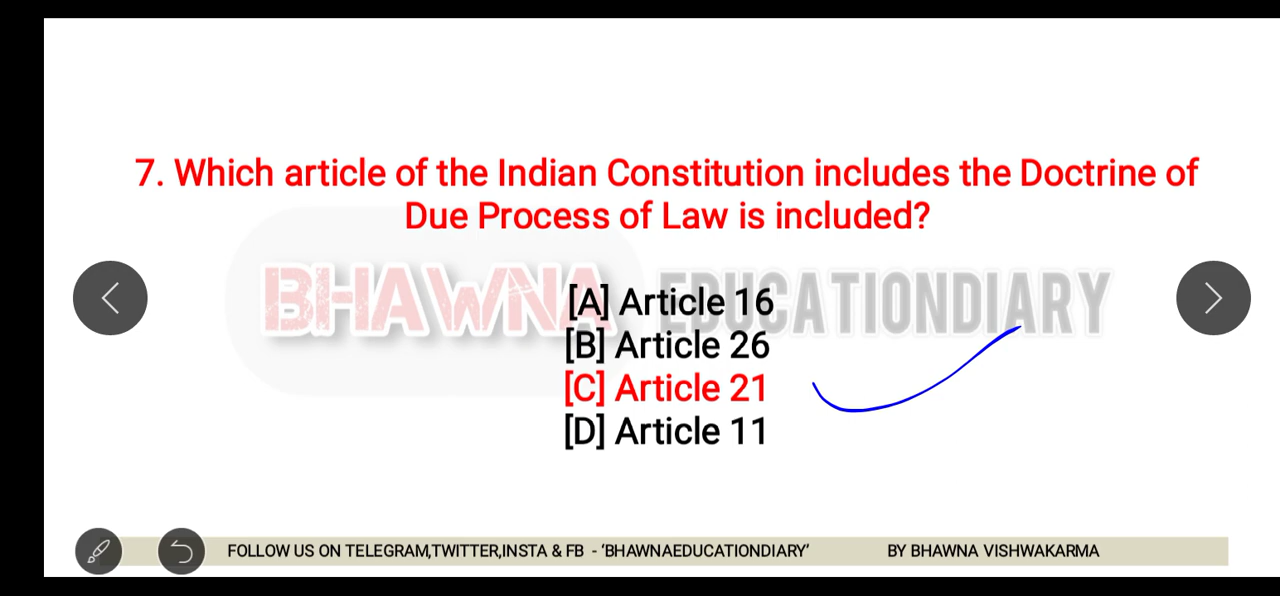 7. Which article of the Indian Constitution includes the Doctrine of
Due Process of Law is included?
BHAWNA EDUCATIONDIARY
[A] Article 16
[B] Article 26
[C] Article 21
[D] Article 11
FOLLOW US ON TELEGRAM,TWITTER,INSTA & FB - ‘BHAWNAEDUCATIONDIARY’ BY BHAWNA VISHWAKARMA